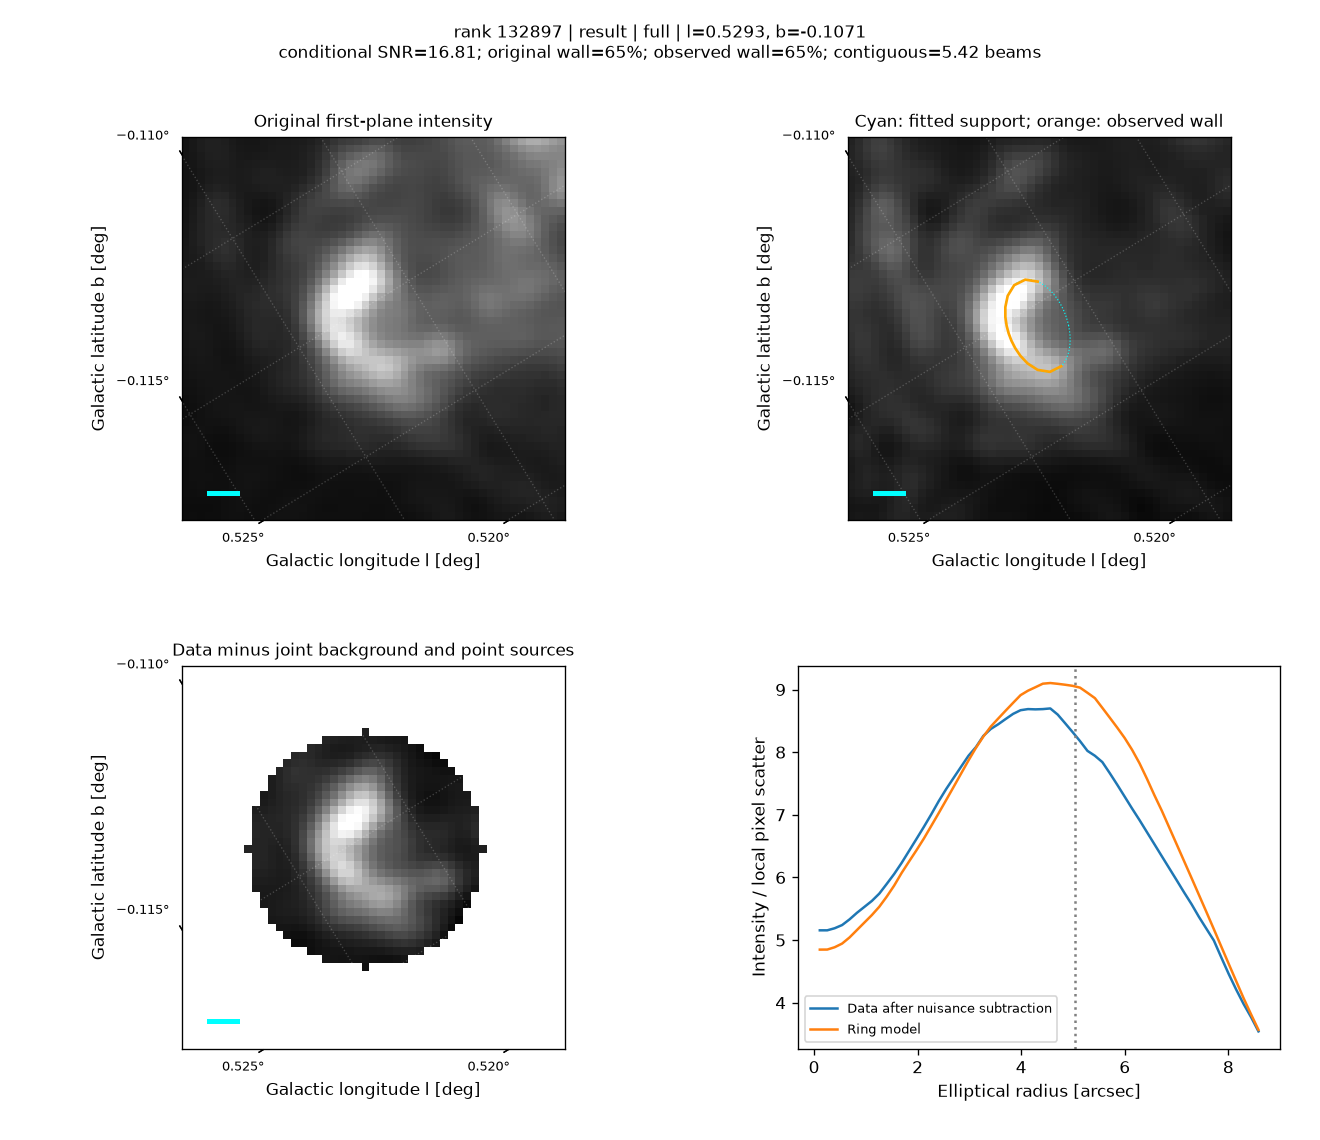 rank 132897 | result | full | l=0.5293, b=-0.1071
conditional SNR=16.81; original wall=65%; observed wall=65%; contiguous=5.42 beams
Original first-plane intensity
−0.110°
−0.115°
Galactic latitude b [deg]
0.525°
0.520°
Galactic longitude l [deg]
Cyan: fitted support; orange: observed wall
−0.110°
−0.115°
Galactic latitude b [deg]
0.525°
0.520°
Galactic longitude l [deg]
Data minus joint background and point sources
−0.110°
−0.115°
Galactic latitude b [deg]
0.525°
0.520°
Galactic longitude l [deg]
9
8
7
6
5
4
Intensity / local pixel scatter
Data after nuisance subtraction
Ring model
0
2
4
6
8
Elliptical radius [arcsec]